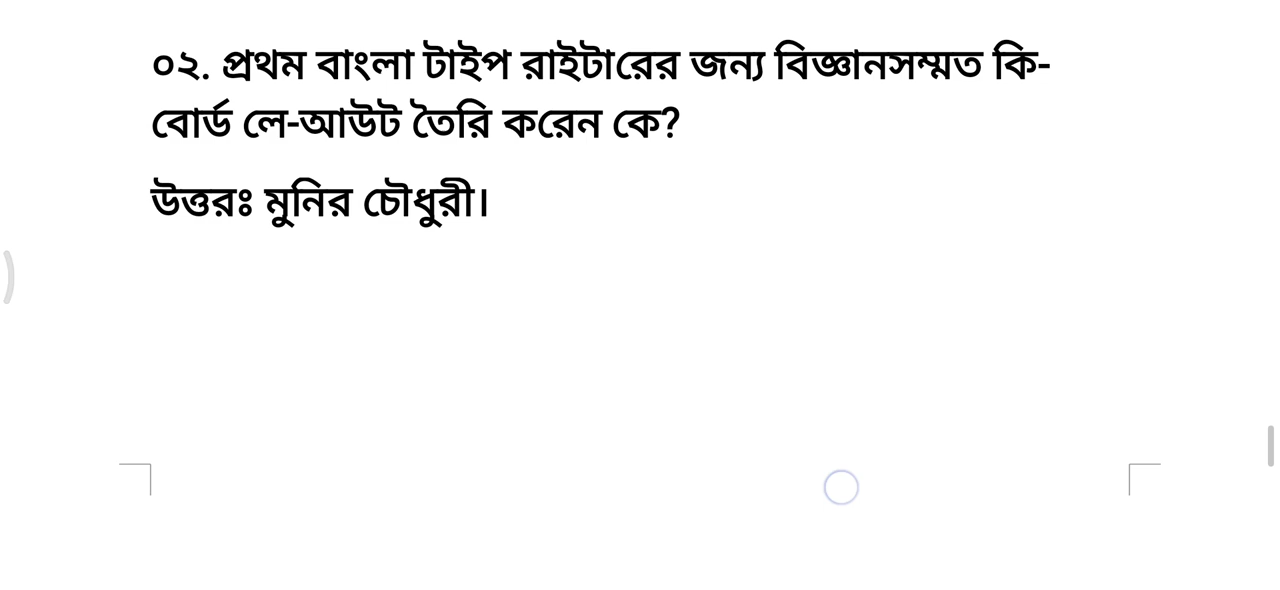 ০২. প্রথম বাংলা টাইপ রাইটারের জন্য বিজ্ঞানসম্মত কি-
বোর্ড লে-আউট তৈরি করেন কে?
উত্তরঃ মুনির চৌধুরী।